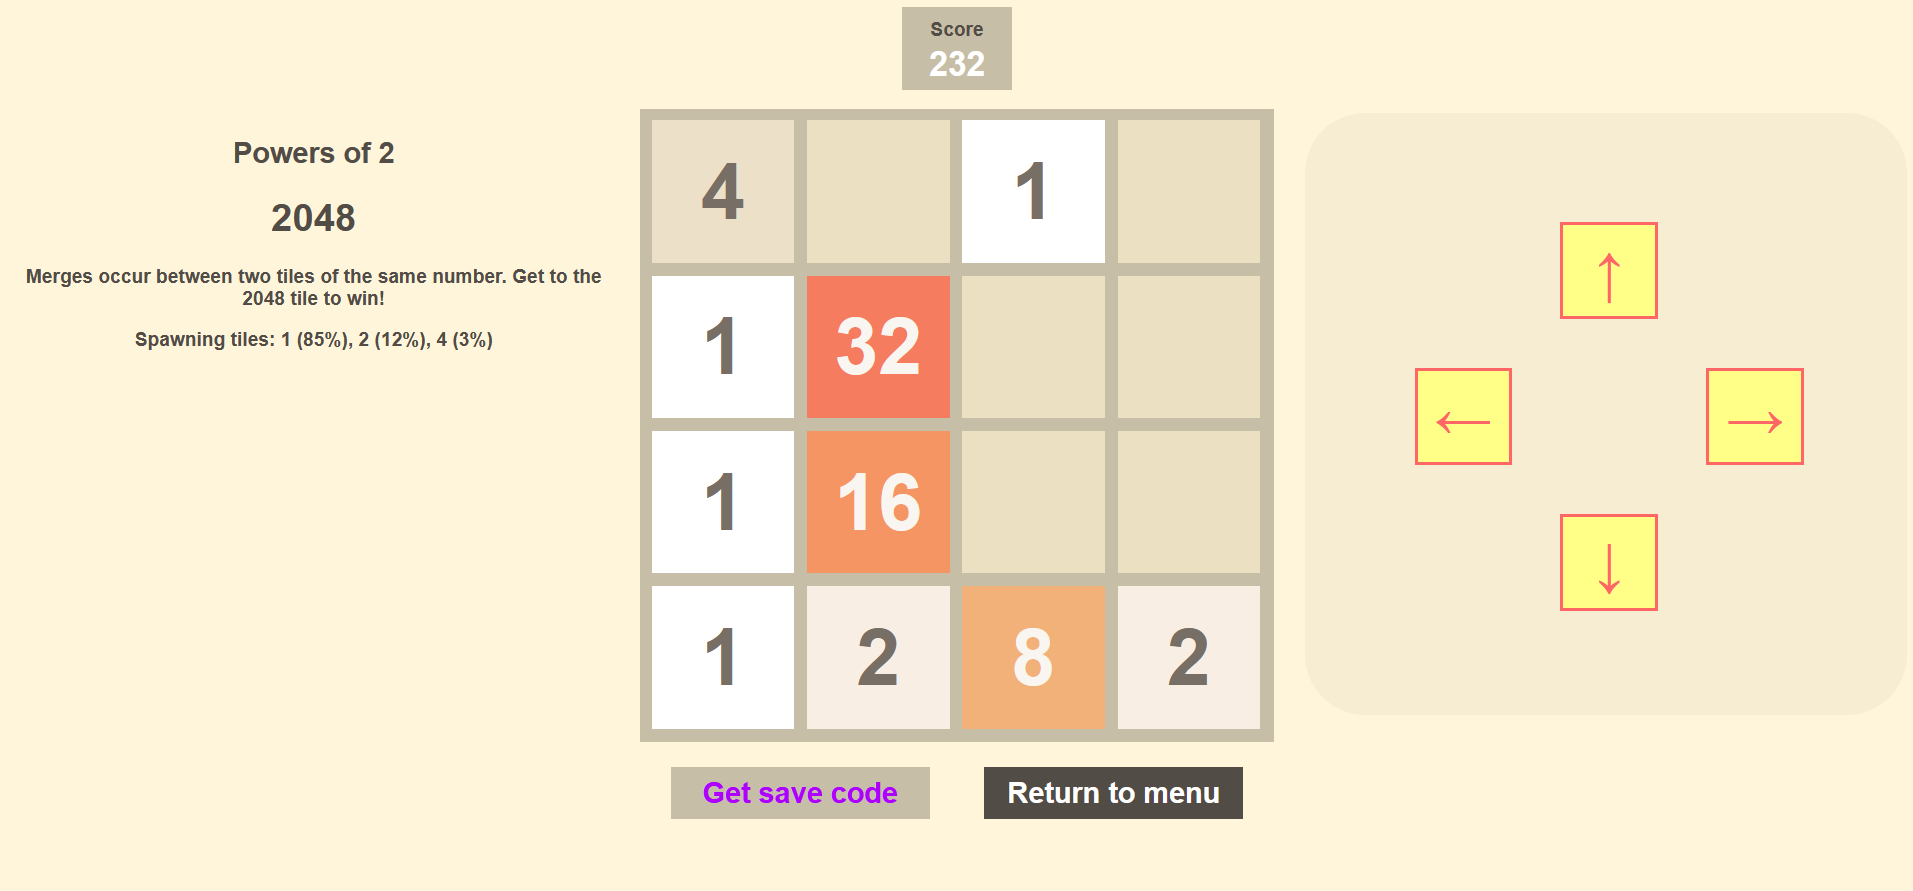 Score
232
Powers of 2
2048
Merges occur between two tiles of the same number. Get to the
2048 tile to win!
Spawning tiles: 1 (85%), 2 (12%), 4 (3%)
4 1
1 32
1 16
1 2 8 2
↑
← →
↓
Get save code
Return to menu